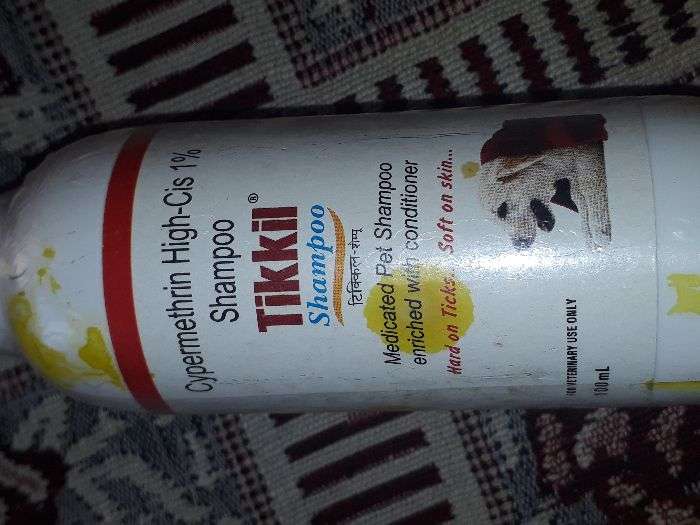 Cypermethrin High-Cis 1%
Shampoo
Tikkil®
Shampoo
टिक्किल-शैम्पू
Medicated Pet Shampoo
enriched with conditioner
Hard on Ticks... Soft on skin...
FOR VETERINARY USE ONLY
100 mL